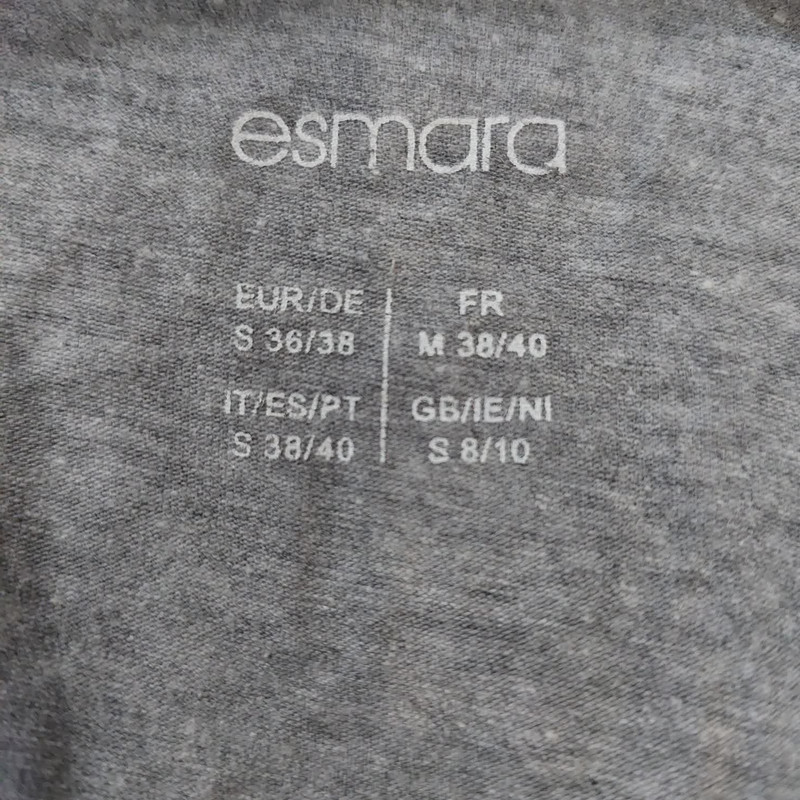 esmara
EUR/DE | FR
S 36/38 | M 38/40
IT/ES/PT | GB/IE/NI
S 38/40 | S 8/10